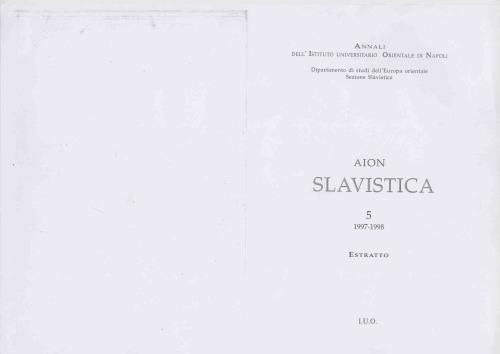 ANNALI
DELL' ISTITUTO UNIVERSITARIO ORIENTALE DI NAPOLI
Dipartimento di studi dell'Europa orientale
Sezione Slavistica
AION
SLAVISTICA
5
1997-1998
ESTRATTO
I.U.O.